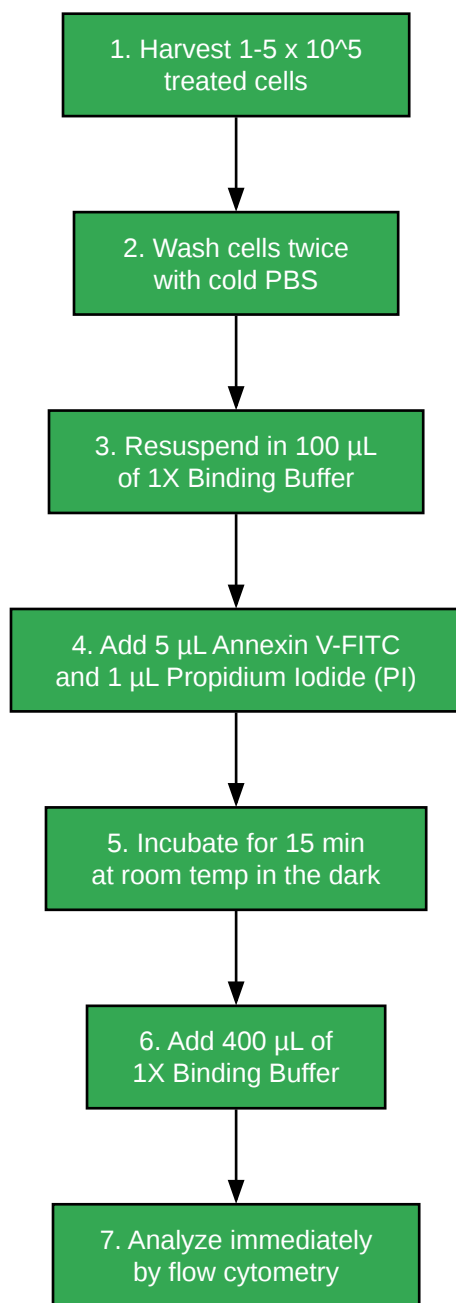 1. Harvest 1-5 x 10^5
treated cells
2. Wash cells twice
with cold PBS
3. Resuspend in 100 µL
of 1X Binding Buffer
4. Add 5 µL Annexin V-FITC
and 1 µL Propidium Iodide (PI)
5. Incubate for 15 min
at room temp in the dark
6. Add 400 µL of
1X Binding Buffer
7. Analyze immediately
by flow cytometry